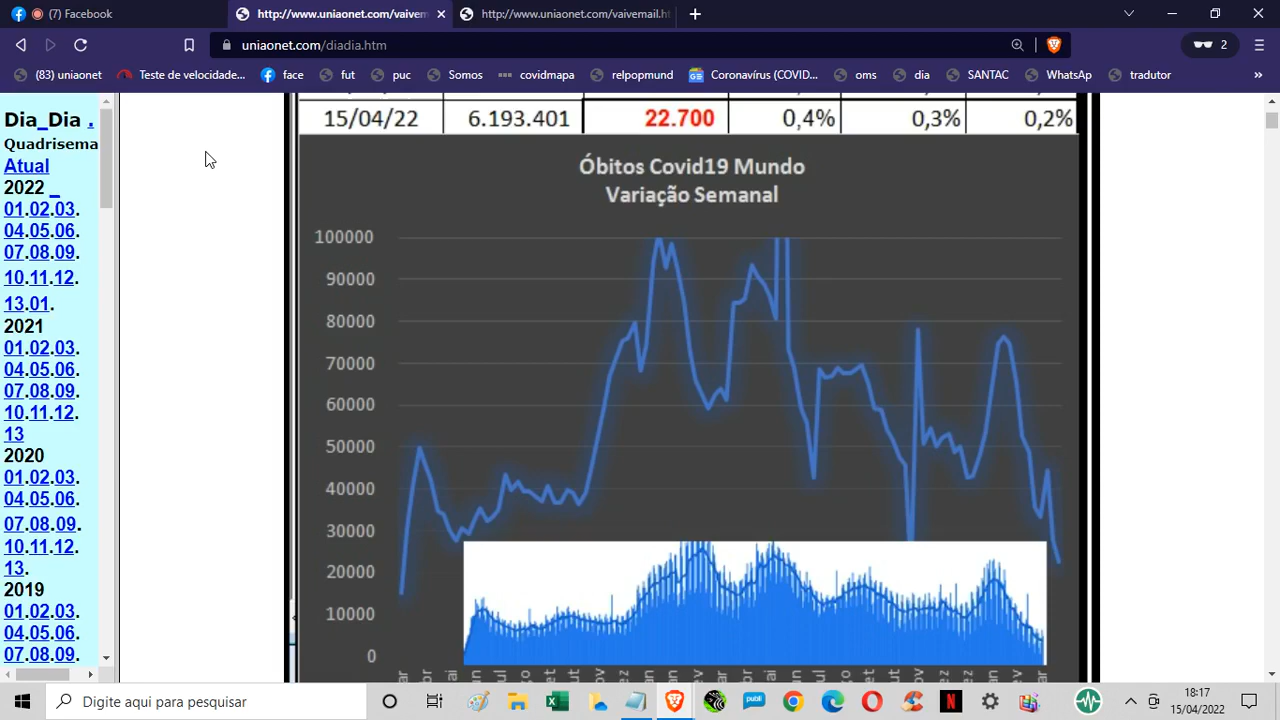 (7) Facebook
http://www.uniaonet.com/vaivem
http://www.uniaonet.com/vaivemail.ht
uniaonet.com/diadia.htm
2
(83) uniaonet
Teste de velocidade...
face
fut
puc
Somos
covidmapa
relpopmund
Coronavírus (COVID...
oms
dia
SANTAC
WhatsApp
tradutor
»
Dia_Dia .
Quadrisema
Atual
2022 _
01.02.03.
04.05.06.
07.08.09.
10.11.12.
13.01.
2021
01.02.03.
04.05.06.
07.08.09.
10.11.12.
13
2020
01.02.03.
04.05.06.
07.08.09.
10.11.12.
13.
2019
01.02.03.
04.05.06.
07.08.09.
15/04/22 6.193.401 22.700 0,4% 0,3% 0,2%
Óbitos Covid19 Mundo
Variação Semanal
100000
90000
80000
70000
60000
50000
40000
30000
20000
10000
0
Digite aqui para pesquisar
publi
N
18:17
15/04/2022